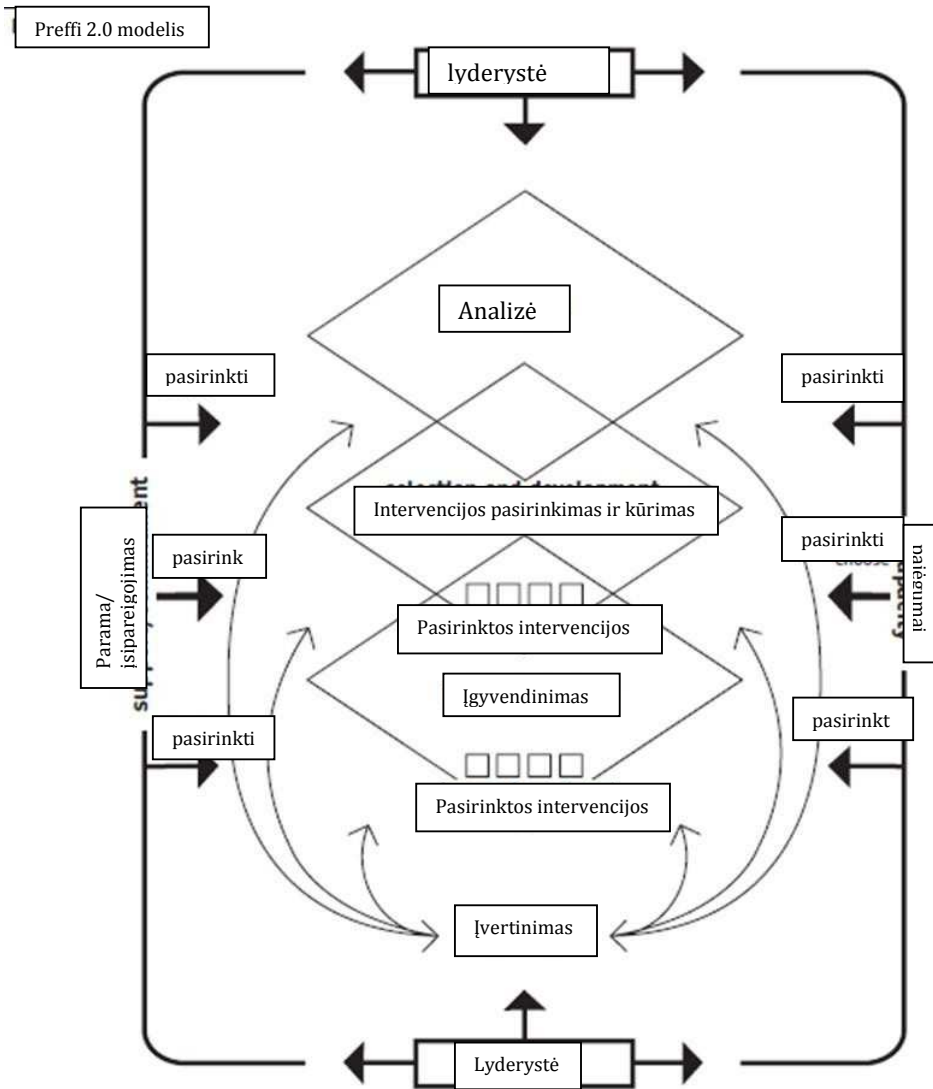 Preffi 2.0 modelis
lyderystė
Analizė
pasirinkti
pasirinkti
Intervencijos pasirinkimas ir kūrimas
Parama/
įsipareigojimas
pasirink
pasirinkti
Pasirinktos intervencijos
Įgyvendinimas
pasirinkti
pasirinkt
Pasirinktos intervencijos
Įvertinimas
Lyderystė